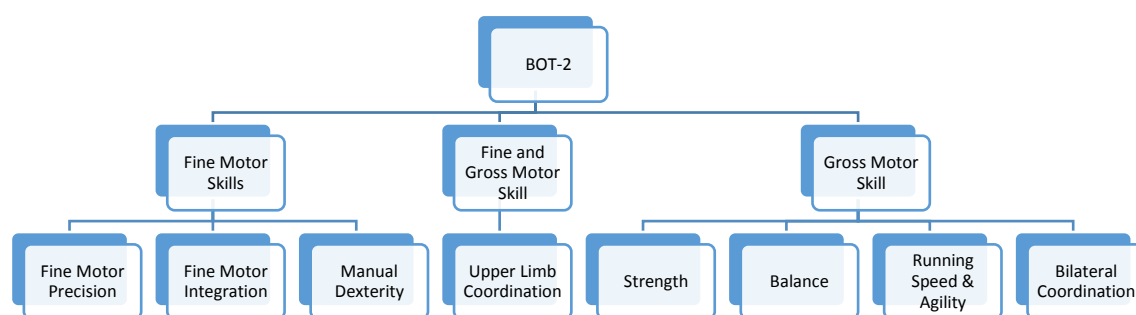 BOT-2
Fine Motor
Skills
Fine and
Gross Motor
Skill
Gross Motor
Skill
Fine Motor
Precision
Fine Motor
Integration
Manual
Dexterity
Upper Limb
Coordination
Strength
Balance
Running
Speed &
Agility
Bilateral
Coordination